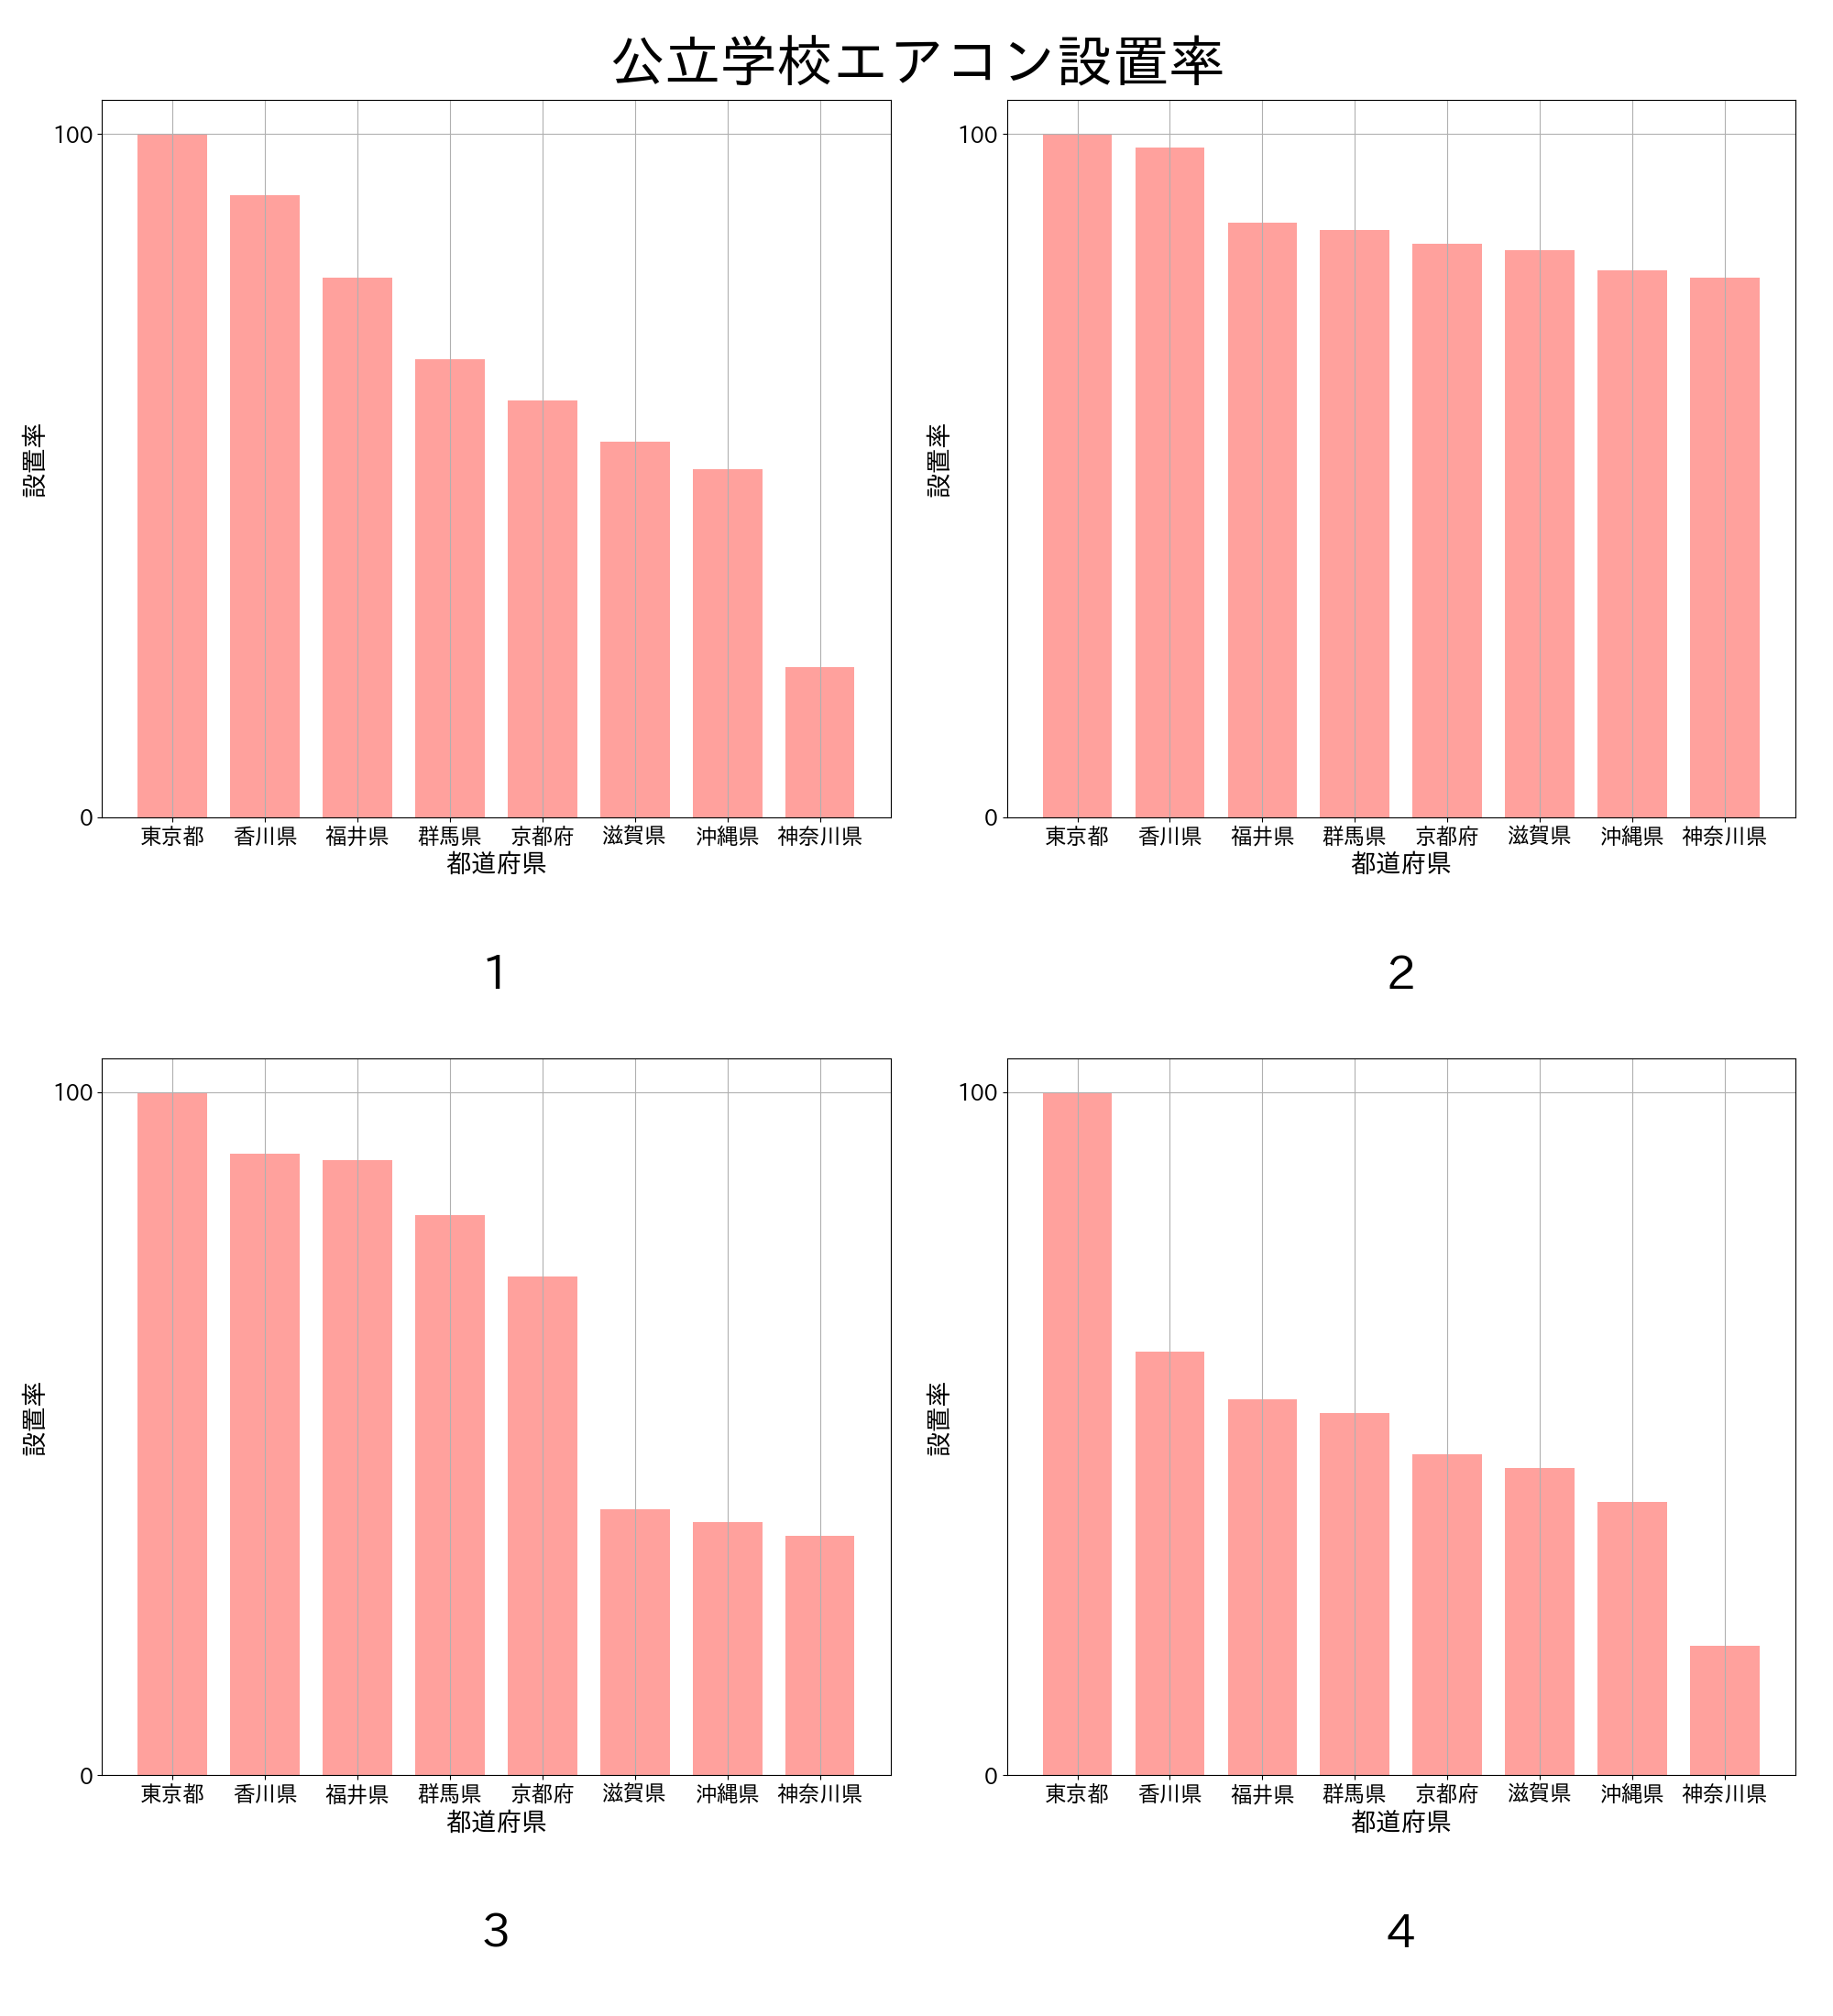 公立学校エアコン設置率
100
0
設置率
東京都 香川県 福井県 群馬県 京都府 滋賀県 沖縄県 神奈川県
都道府県
1
100
0
設置率
東京都 香川県 福井県 群馬県 京都府 滋賀県 沖縄県 神奈川県
都道府県
2
100
0
設置率
東京都 香川県 福井県 群馬県 京都府 滋賀県 沖縄県 神奈川県
都道府県
3
100
0
設置率
東京都 香川県 福井県 群馬県 京都府 滋賀県 沖縄県 神奈川県
都道府県
4